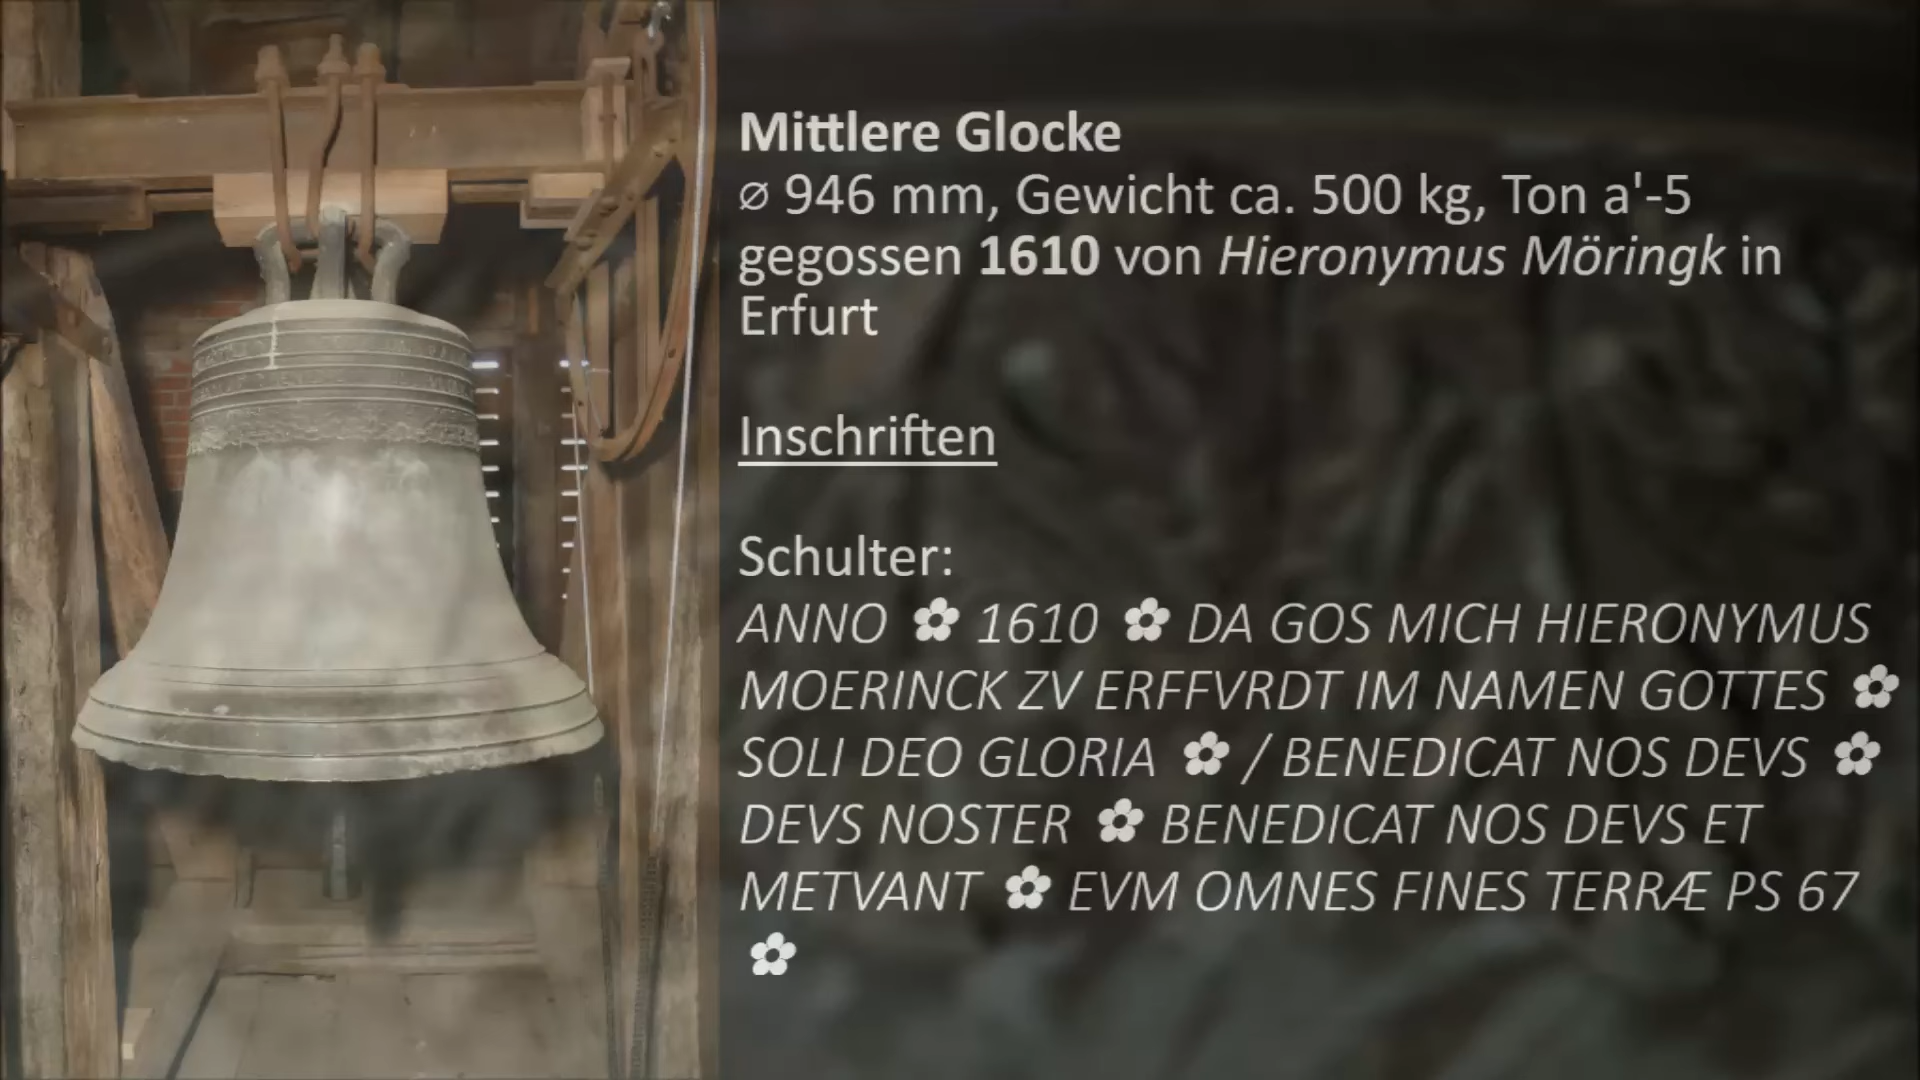 Mittlere Glocke
⌀ 946 mm, Gewicht ca. 500 kg, Ton a'-5
gegossen 1610 von Hieronymus Möringk in
Erfurt
Inschriften
Schulter:
ANNO ✿ 1610 ✿ DA GOS MICH HIERONYMUS
MOERINCK ZV ERFFVRDT IM NAMEN GOTTES ✿
SOLI DEO GLORIA ✿ / BENEDICAT NOS DEVS ✿
DEVS NOSTER ✿ BENEDICAT NOS DEVS ET
METVANT ✿ EVM OMNES FINES TERRÆ PS 67
✿